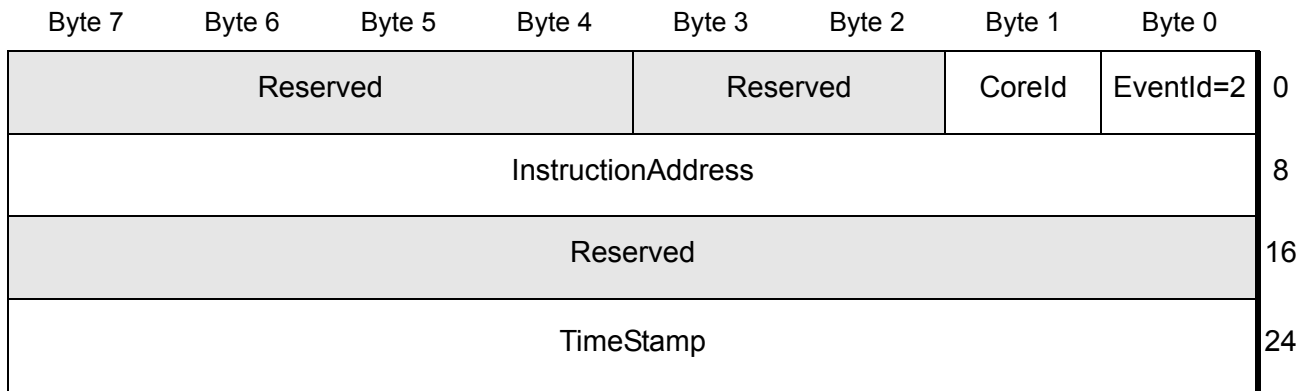 Byte 7 Byte 6 Byte 5 Byte 4 Byte 3 Byte 2 Byte 1 Byte 0
Reserved Reserved CoreId EventId=2 0
InstructionAddress 8
Reserved 16
TimeStamp 24